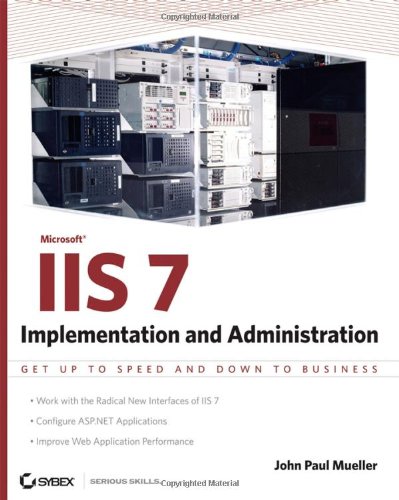 Copyrighted Material
Microsoft®
IIS 7
Implementation and Administration
GET UP TO SPEED AND DOWN TO BUSINESS
• Work with the Radical New Interfaces of IIS 7
• Configure ASP.NET Applications
• Improve Web Application Performance
John Paul Mueller
SYBEX
SERIOUS SKILLS.
Copyrighted Material